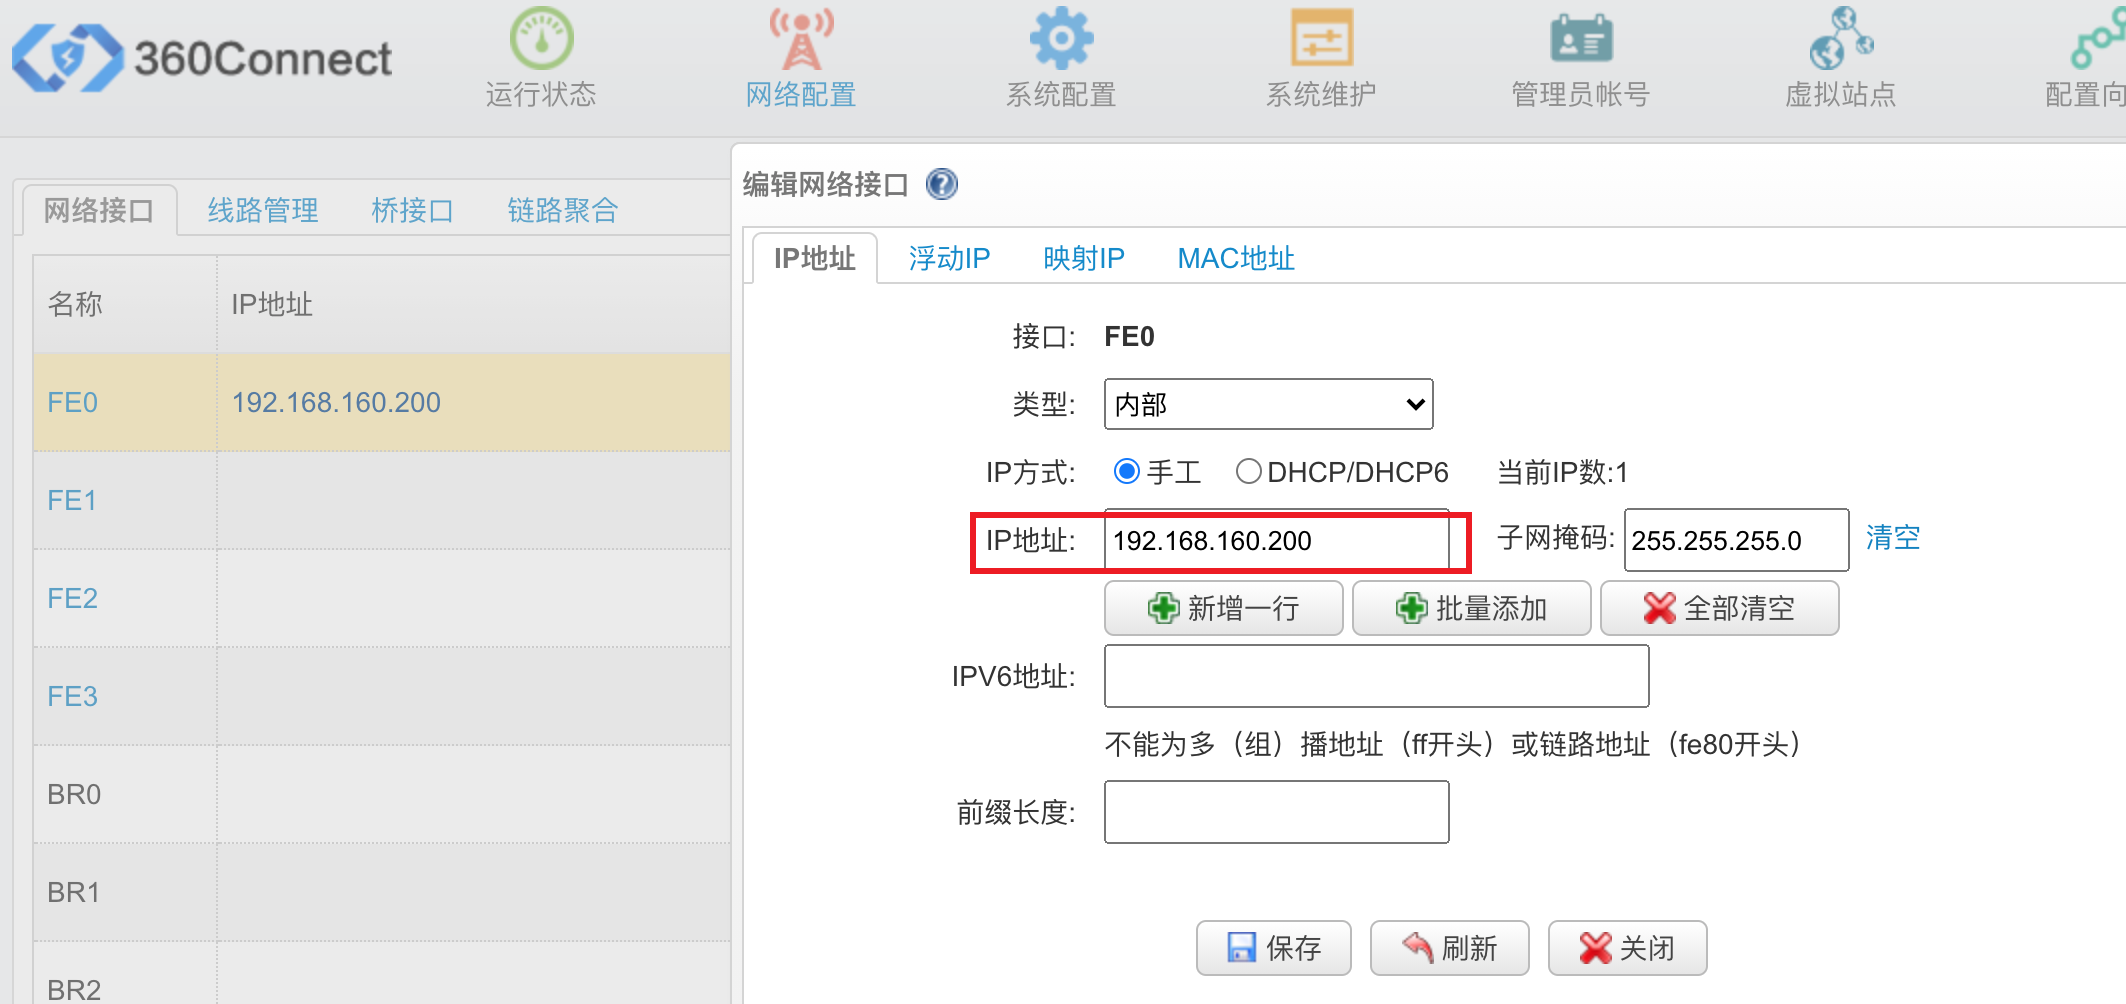 360Connect
运行状态
网络配置
系统配置
系统维护
管理员帐号
虚拟站点
配置向
网络接口 线路管理 桥接口 链路聚合
名称 IP地址
FE0 192.168.160.200
FE1
FE2
FE3
BR0
BR1
BR2
编辑网络接口 ?
IP地址 浮动IP 映射IP MAC地址
接口: FE0
类型: 内部
IP方式: 手工 DHCP/DHCP6 当前IP数:1
IP地址: 192.168.160.200 子网掩码: 255.255.255.0 清空
新增一行 批量添加 全部清空
IPV6地址:
不能为多（组）播地址（ff开头）或链路地址（fe80开头）
前缀长度:
保存 刷新 关闭